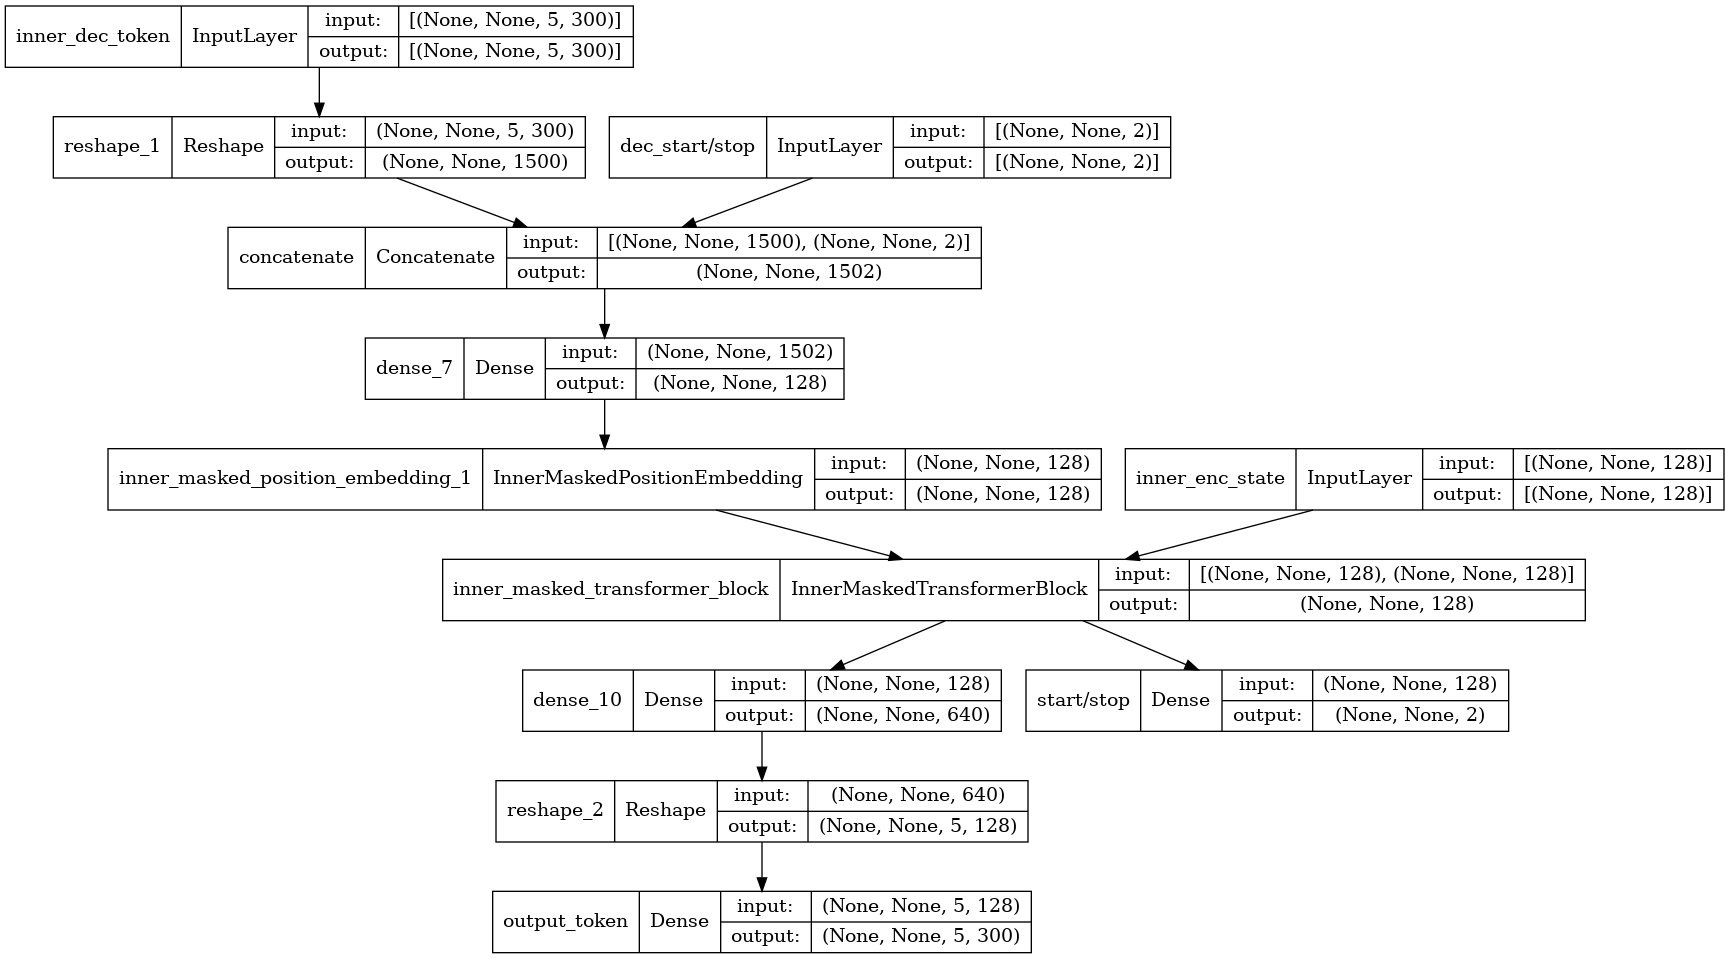 inner_dec_token InputLayer input: [(None, None, 5, 300)]
output: [(None, None, 5, 300)]
reshape_1 Reshape input: (None, None, 5, 300)
output: (None, None, 1500)
dec_start/stop InputLayer input: [(None, None, 2)]
output: [(None, None, 2)]
concatenate Concatenate input: [(None, None, 1500), (None, None, 2)]
output: (None, None, 1502)
dense_7 Dense input: (None, None, 1502)
output: (None, None, 128)
inner_masked_position_embedding_1 InnerMaskedPositionEmbedding input: (None, None, 128)
output: (None, None, 128)
inner_enc_state InputLayer input: [(None, None, 128)]
output: [(None, None, 128)]
inner_masked_transformer_block InnerMaskedTransformerBlock input: [(None, None, 128), (None, None, 128)]
output: (None, None, 128)
dense_10 Dense input: (None, None, 128)
output: (None, None, 640)
start/stop Dense input: (None, None, 128)
output: (None, None, 2)
reshape_2 Reshape input: (None, None, 640)
output: (None, None, 5, 128)
output_token Dense input: (None, None, 5, 128)
output: (None, None, 5, 300)